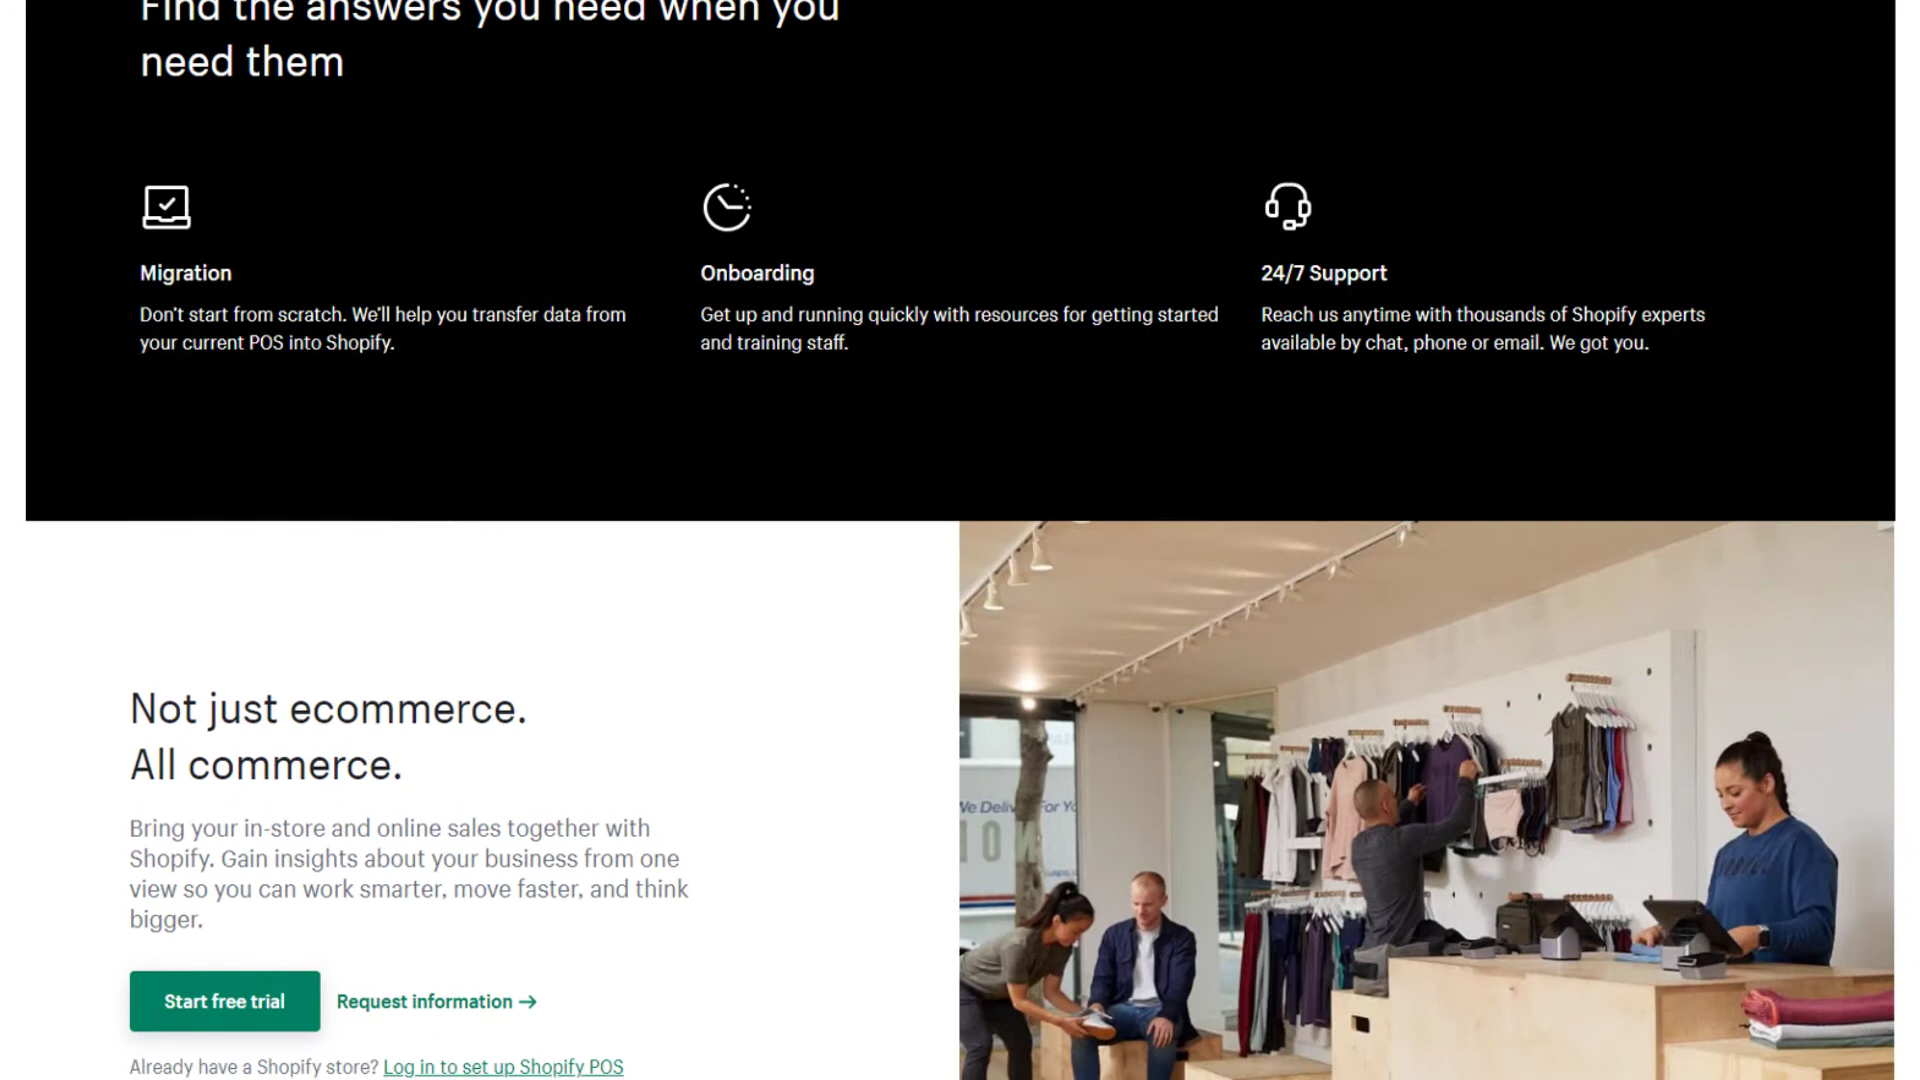 Find the answers you need when you
need them
Migration
Don't start from scratch. We'll help you transfer data from
your current POS into Shopify.
Onboarding
Get up and running quickly with resources for getting started
and training staff.
24/7 Support
Reach us anytime with thousands of Shopify experts
available by chat, phone or email. We got you.
Not just ecommerce.
All commerce.
Bring your in-store and online sales together with
Shopify. Gain insights about your business from one
view so you can work smarter, move faster, and think
bigger.
Start free trial
Request information →
Already have a Shopify store? Log in to set up Shopify POS
We Deliv For Yo